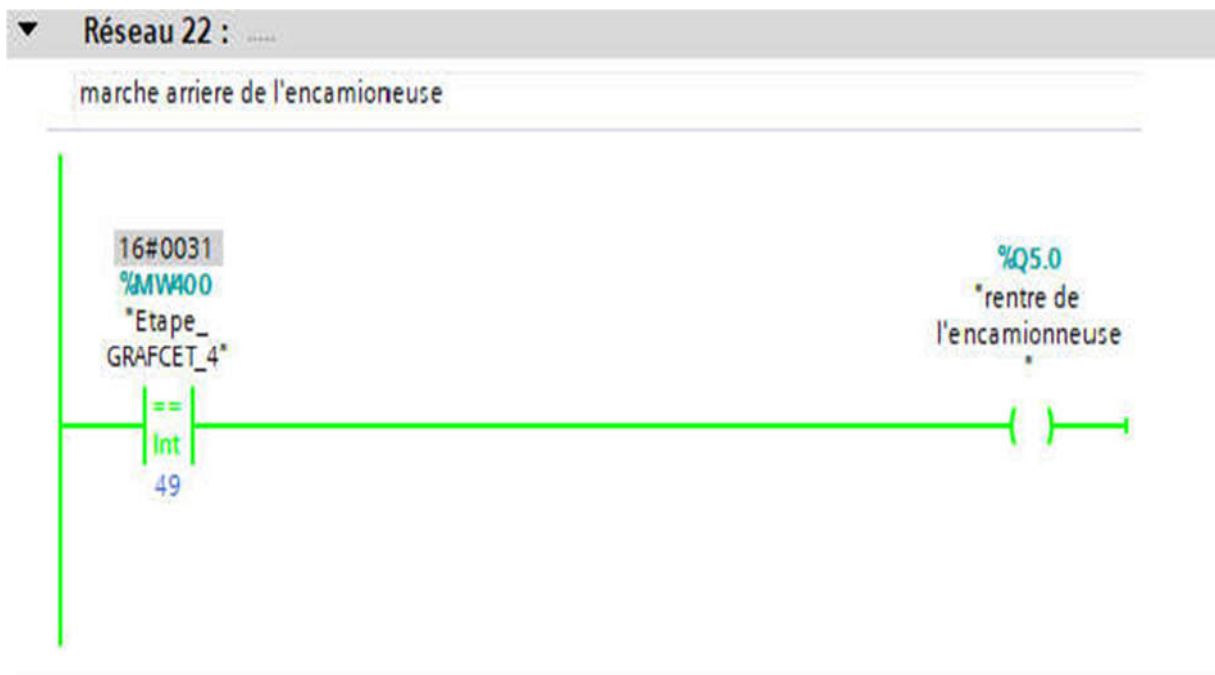 Réseau 22 : .....
marche arriere de l'encamioneuse
16#0031
%MW400
"Etape_
GRAFCET_4"
==
Int
49
%Q5.0
"rentre de
l'encamionneuse
"